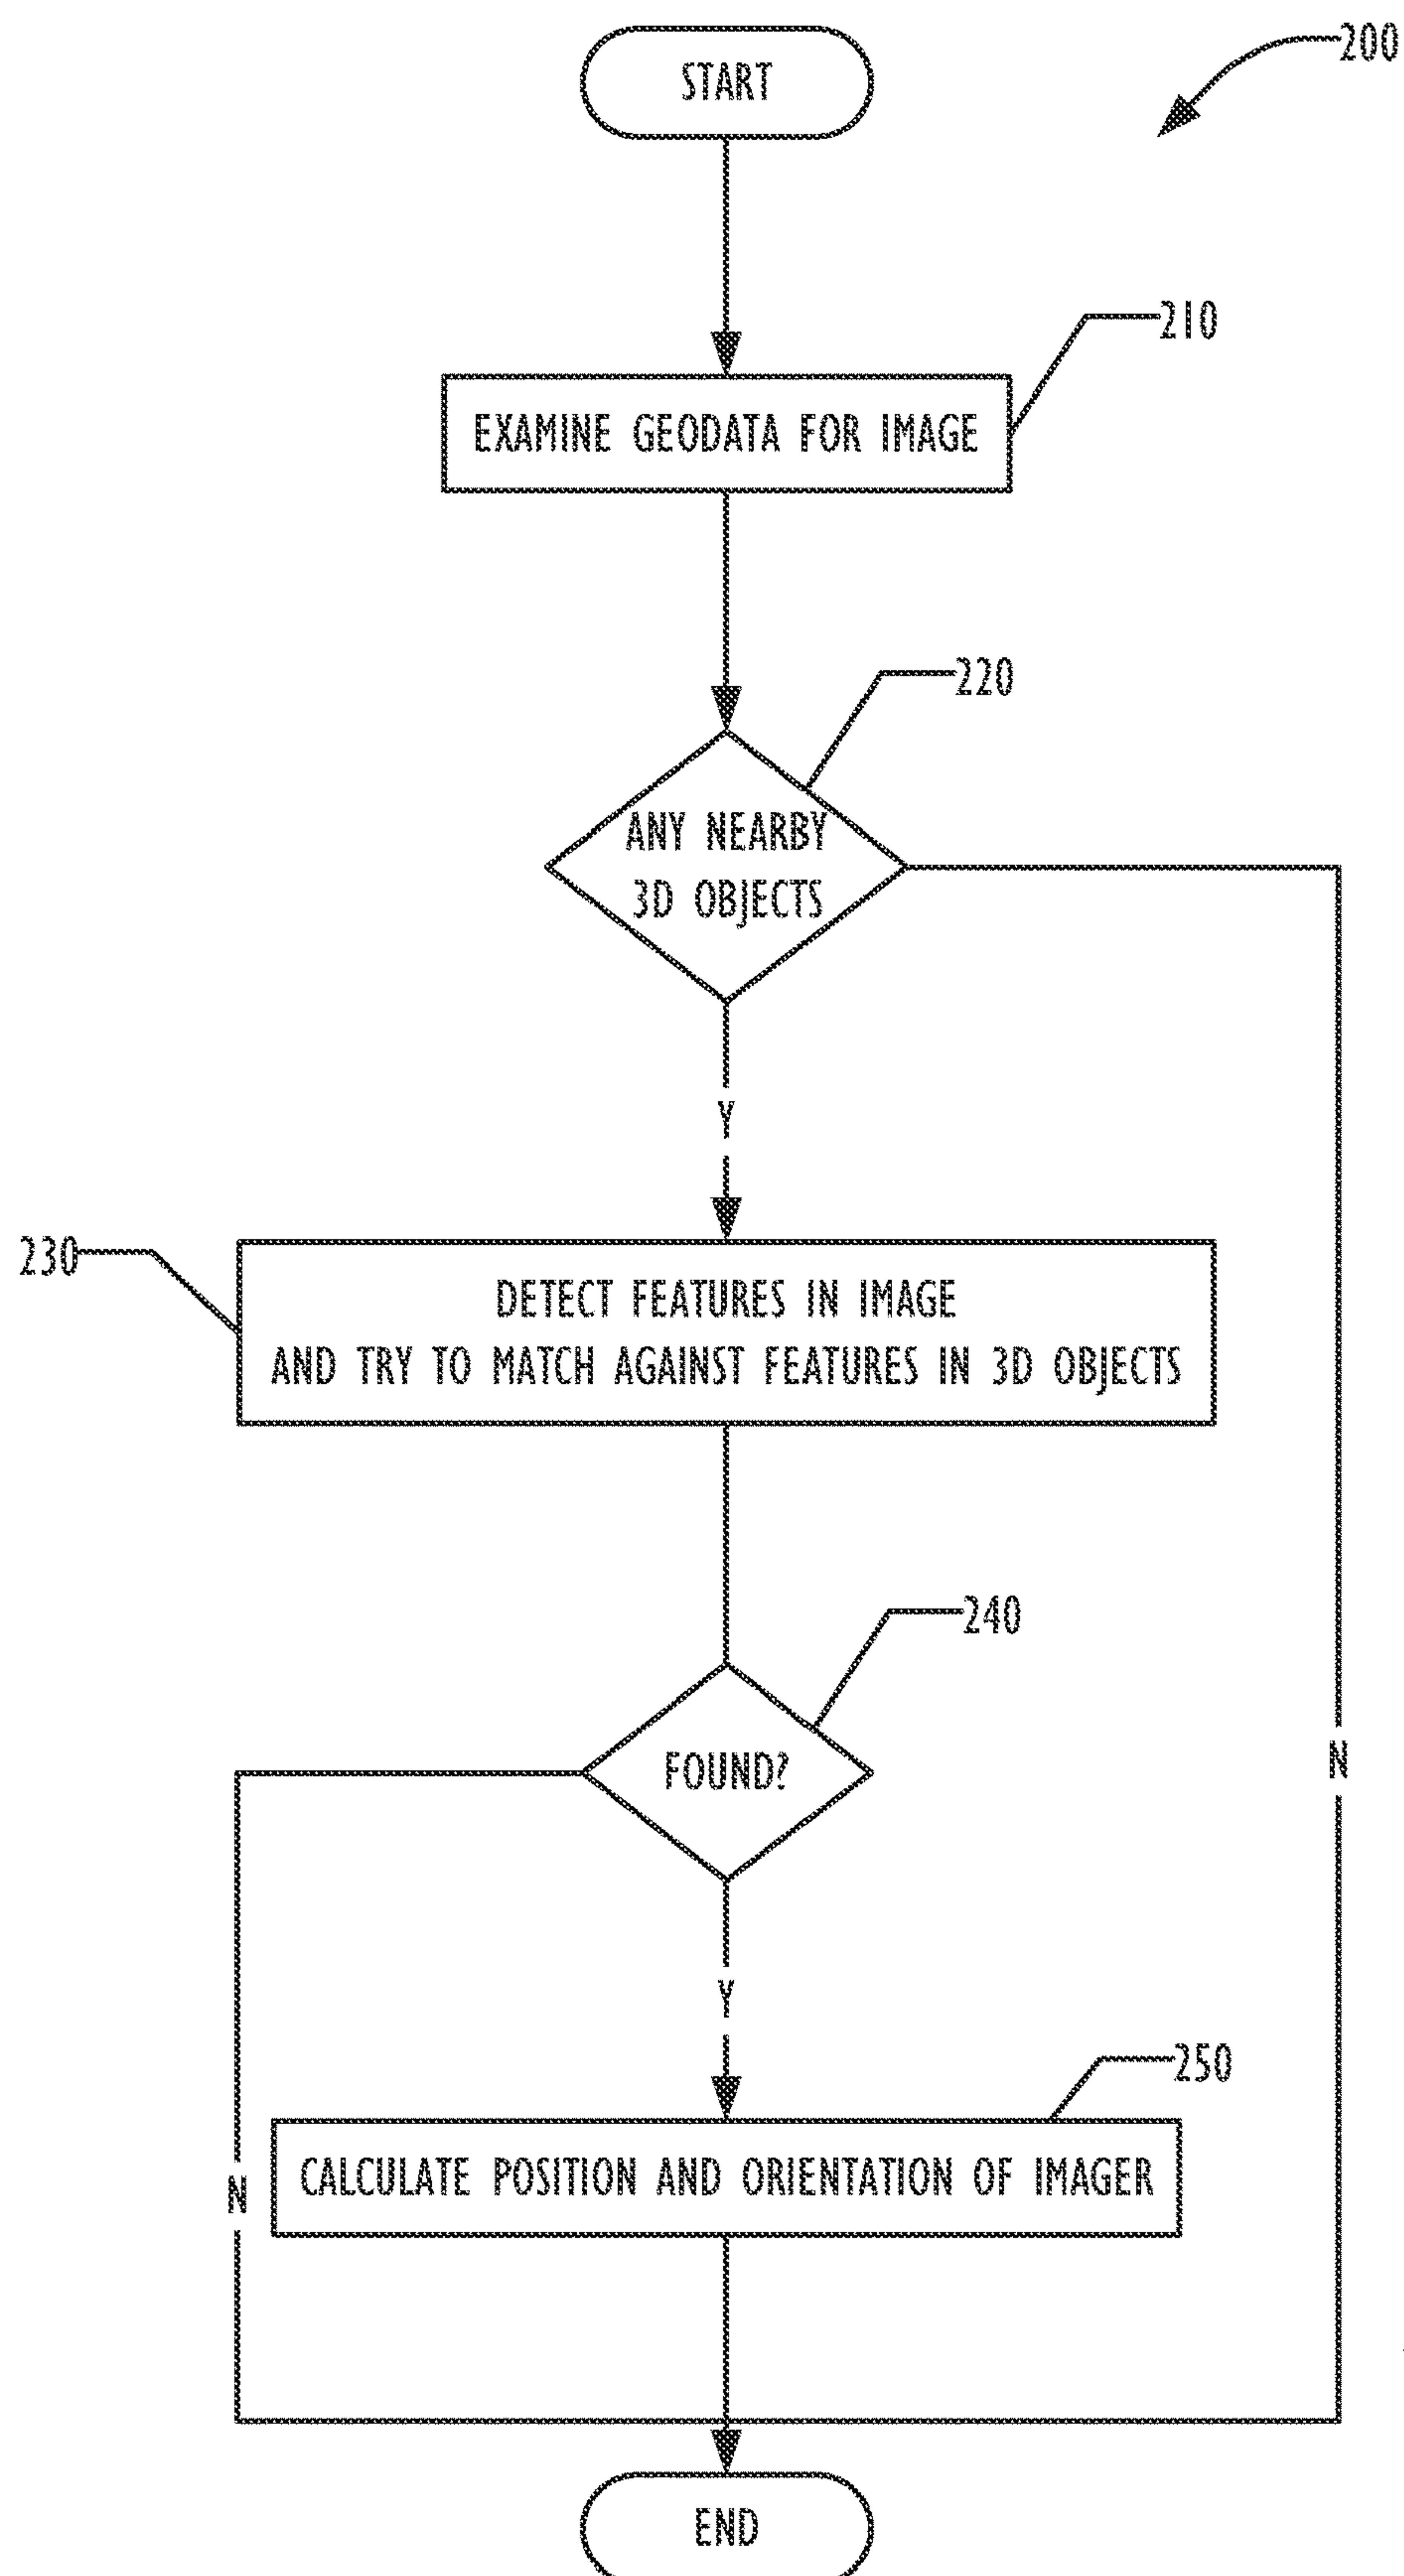 START
200
210
EXAMINE GEODATA FOR IMAGE
220
ANY NEARBY
3D OBJECTS
Y
230
DETECT FEATURES IN IMAGE
AND TRY TO MATCH AGAINST FEATURES IN 3D OBJECTS
240
N
FOUND?
Y
250
CALCULATE POSITION AND ORIENTATION OF IMAGER
N
END